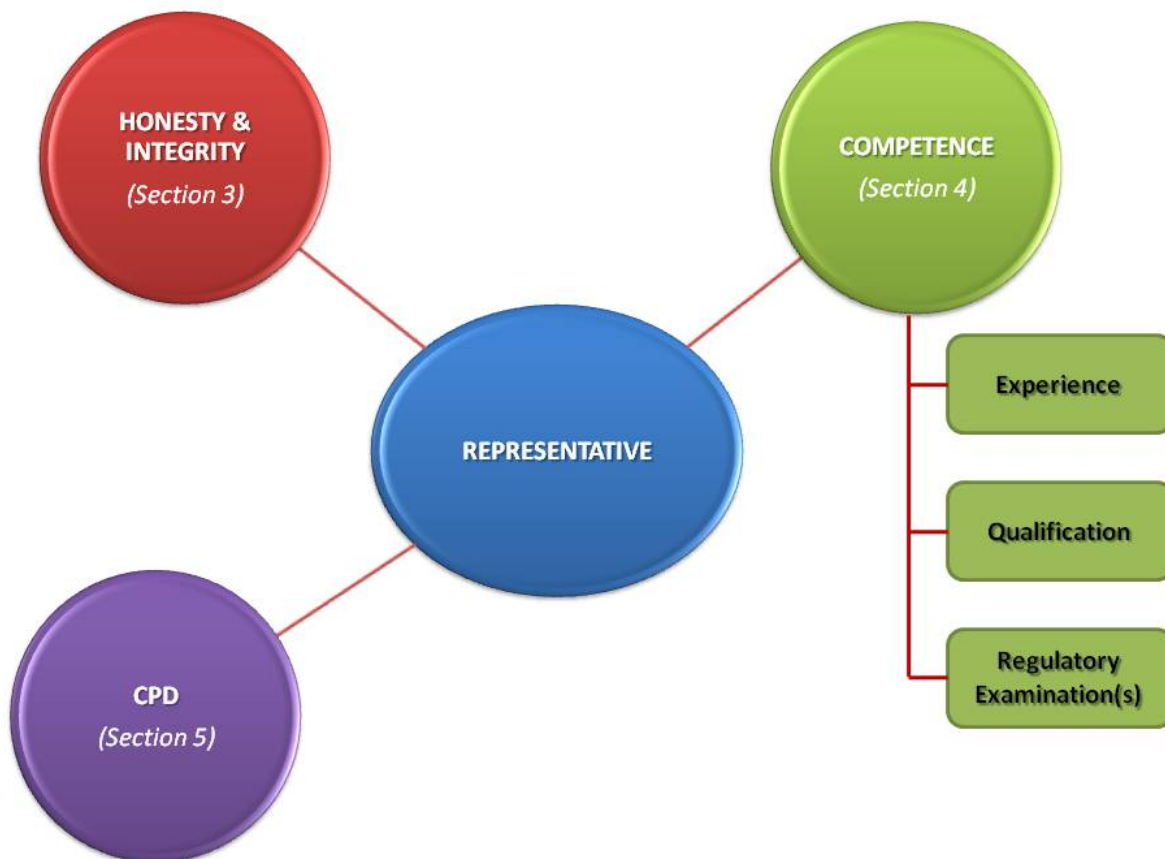 HONESTY &
INTEGRITY
(Section 3)
COMPETENCE
(Section 4)
Experience
REPRESENTATIVE
Qualification
Regulatory
Examination(s)
CPD
(Section 5)